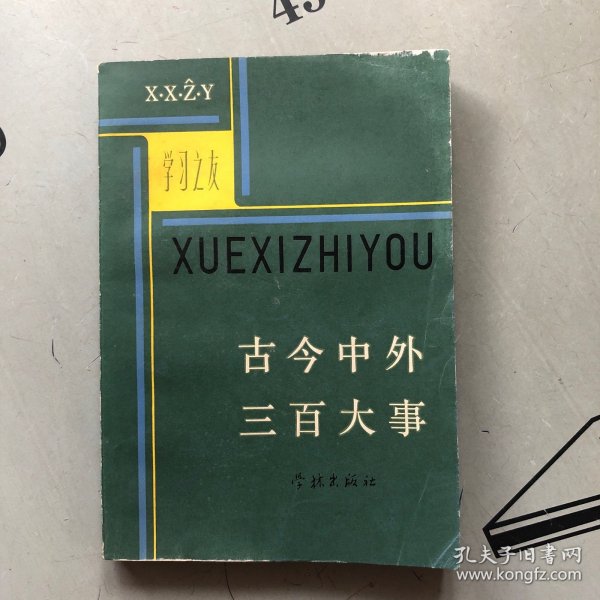 45
X·X·Ẑ·Y
学习之友
XUEXIZHIYOU
古今中外
三百大事
学林出版社
孔夫子旧书网
www.kongfz.com